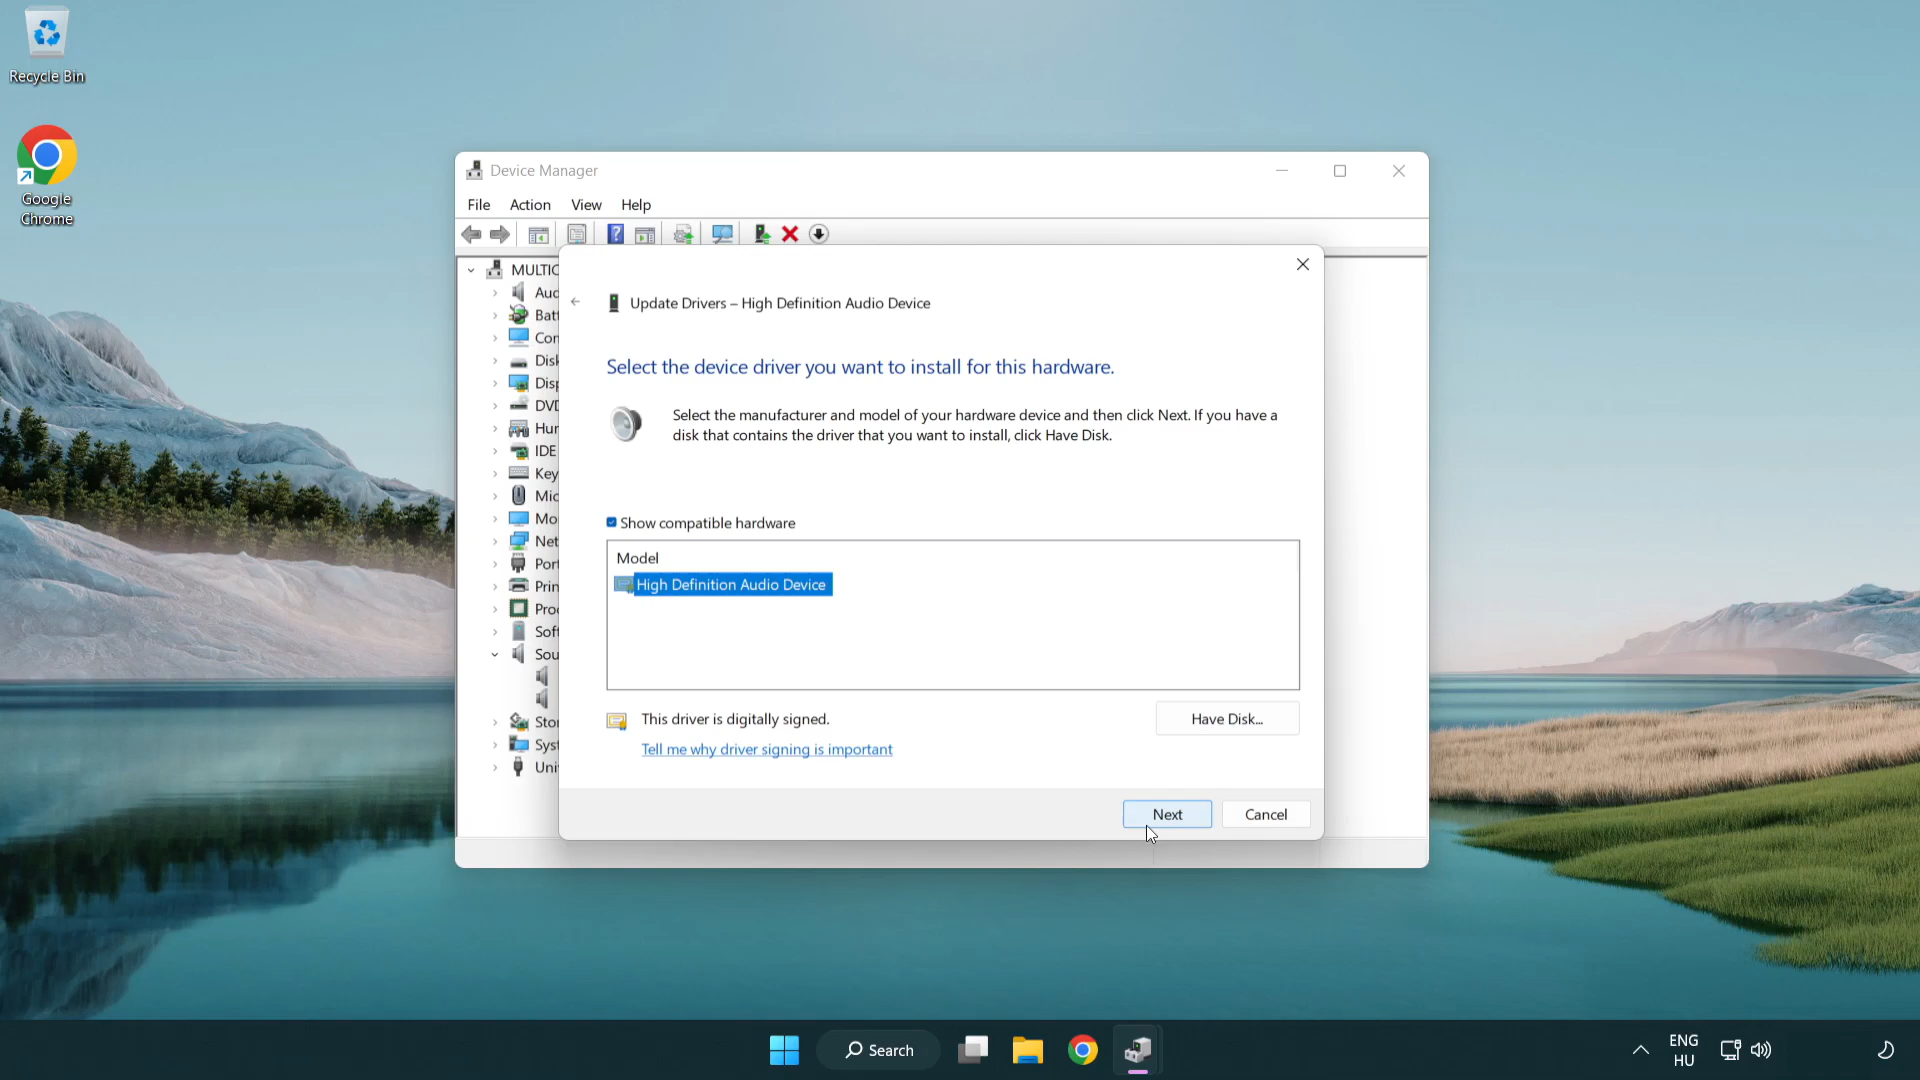 Recycle Bin
Google
Chrome
Device Manager
File Action View Help
MULTIC
Aud
Batt
Com
Disk
Disp
DVD
Hum
IDE
Key
Mic
Mo
Net
Port
Prin
Proc
Soft
Sou
Stor
Syst
Uni
Update Drivers – High Definition Audio Device
Select the device driver you want to install for this hardware.
Select the manufacturer and model of your hardware device and then click Next. If you have a
disk that contains the driver that you want to install, click Have Disk.
Show compatible hardware
Model
High Definition Audio Device
This driver is digitally signed.
Have Disk...
Tell me why driver signing is important
Next
Cancel
Search
ENG
HU